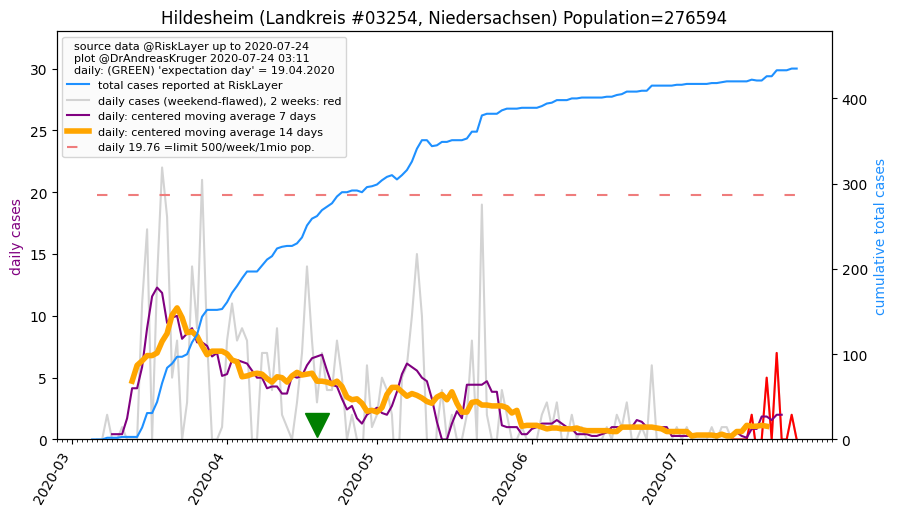 Hildesheim (Landkreis #03254, Niedersachsen) Population=276594
source data @RiskLayer up to 2020-07-24
plot @DrAndreasKruger 2020-07-24 03:11
daily: (GREEN) 'expectation day' = 19.04.2020
total cases reported at RiskLayer
daily cases (weekend-flawed), 2 weeks: red
daily: centered moving average 7 days
daily: centered moving average 14 days
daily 19.76 =limit 500/week/1mio pop.
daily cases
30
25
20
15
10
5
0
cumulative total cases
400
300
200
100
0
2020-03
2020-04
2020-05
2020-06
2020-07